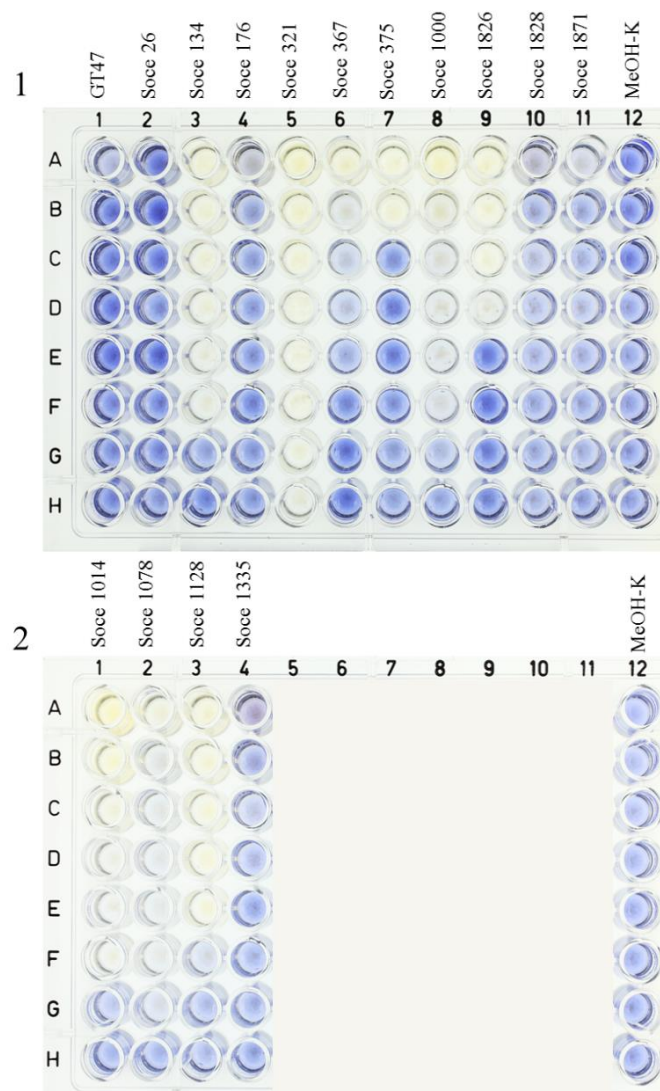 1
GT47 Soce 26 Soce 134 Soce 176 Soce 321 Soce 367 Soce 375 Soce 1000 Soce 1826 Soce 1828 Soce 1871 MeOH-K
1 2 3 4 5 6 7 8 9 10 11 12
A
B
C
D
E
F
G
H
2
Soce 1014 Soce 1078 Soce 1128 Soce 1335 MeOH-K
1 2 3 4 5 6 7 8 9 10 11 12
A
B
C
D
E
F
G
H